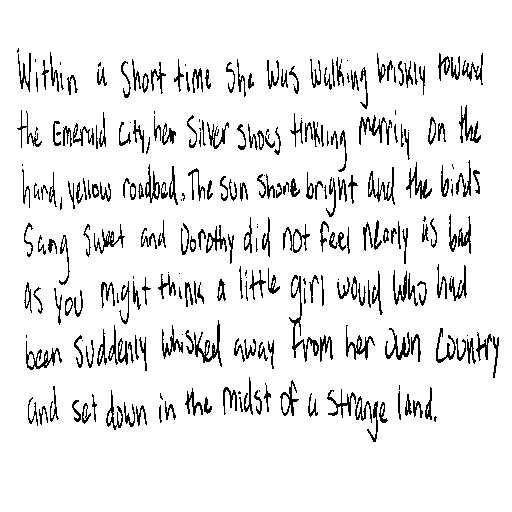 Within a short time she was walking briskly toward
the Emerald City, her Silver Shoes tinkling merrily on the
hard, yellow roadbed. The sun shone bright and the birds
sang sweet and Dorothy did not feel nearly as bad
as you might think a little girl would who had
been suddenly whisked away from her own country
and set down in the midst of a strange land.